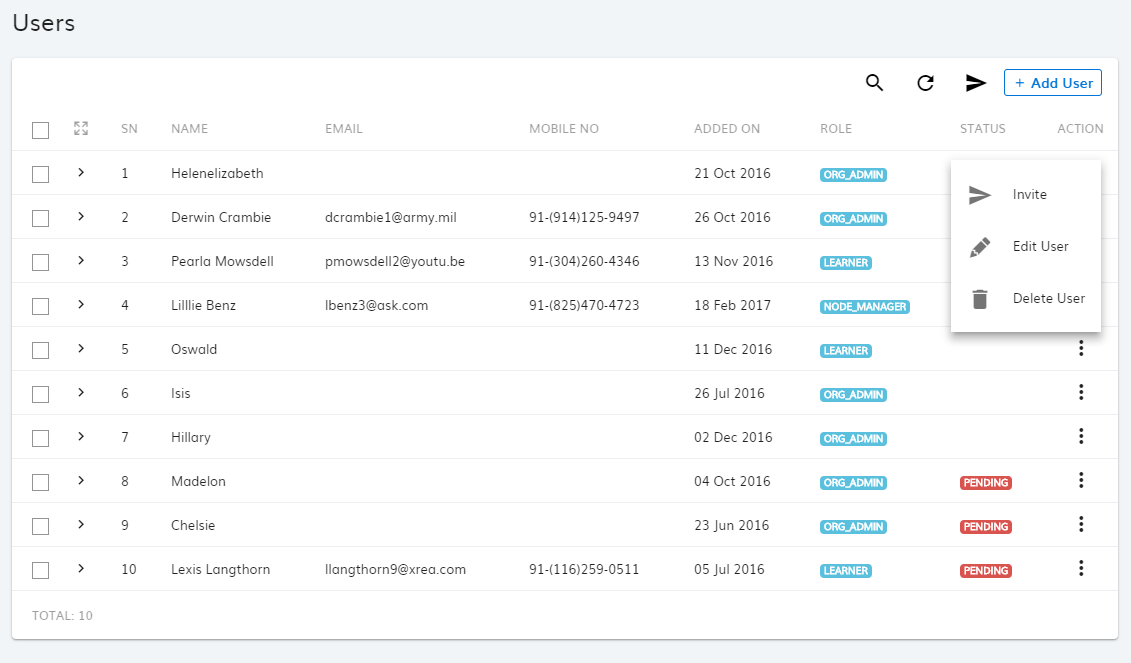 Users
+ Add User
SN NAME EMAIL MOBILE NO ADDED ON ROLE STATUS ACTION
1 Helenelizabeth 21 Oct 2016 ORG_ADMIN
Invite
2 Derwin Crambie dcrambie1@army.mil 91-(914)125-9497 26 Oct 2016 ORG_ADMIN
Edit User
3 Pearla Mowsdell pmowsdell2@youtu.be 91-(304)260-4346 13 Nov 2016 LEARNER
Delete User
4 Lilllie Benz lbenz3@ask.com 91-(825)470-4723 18 Feb 2017 NODE_MANAGER
5 Oswald 11 Dec 2016 LEARNER
6 Isis 26 Jul 2016 ORG_ADMIN
7 Hillary 02 Dec 2016 ORG_ADMIN
8 Madelon 04 Oct 2016 ORG_ADMIN PENDING
9 Chelsie 23 Jun 2016 ORG_ADMIN PENDING
10 Lexis Langthorn llangthorn9@xrea.com 91-(116)259-0511 05 Jul 2016 LEARNER PENDING
TOTAL: 10